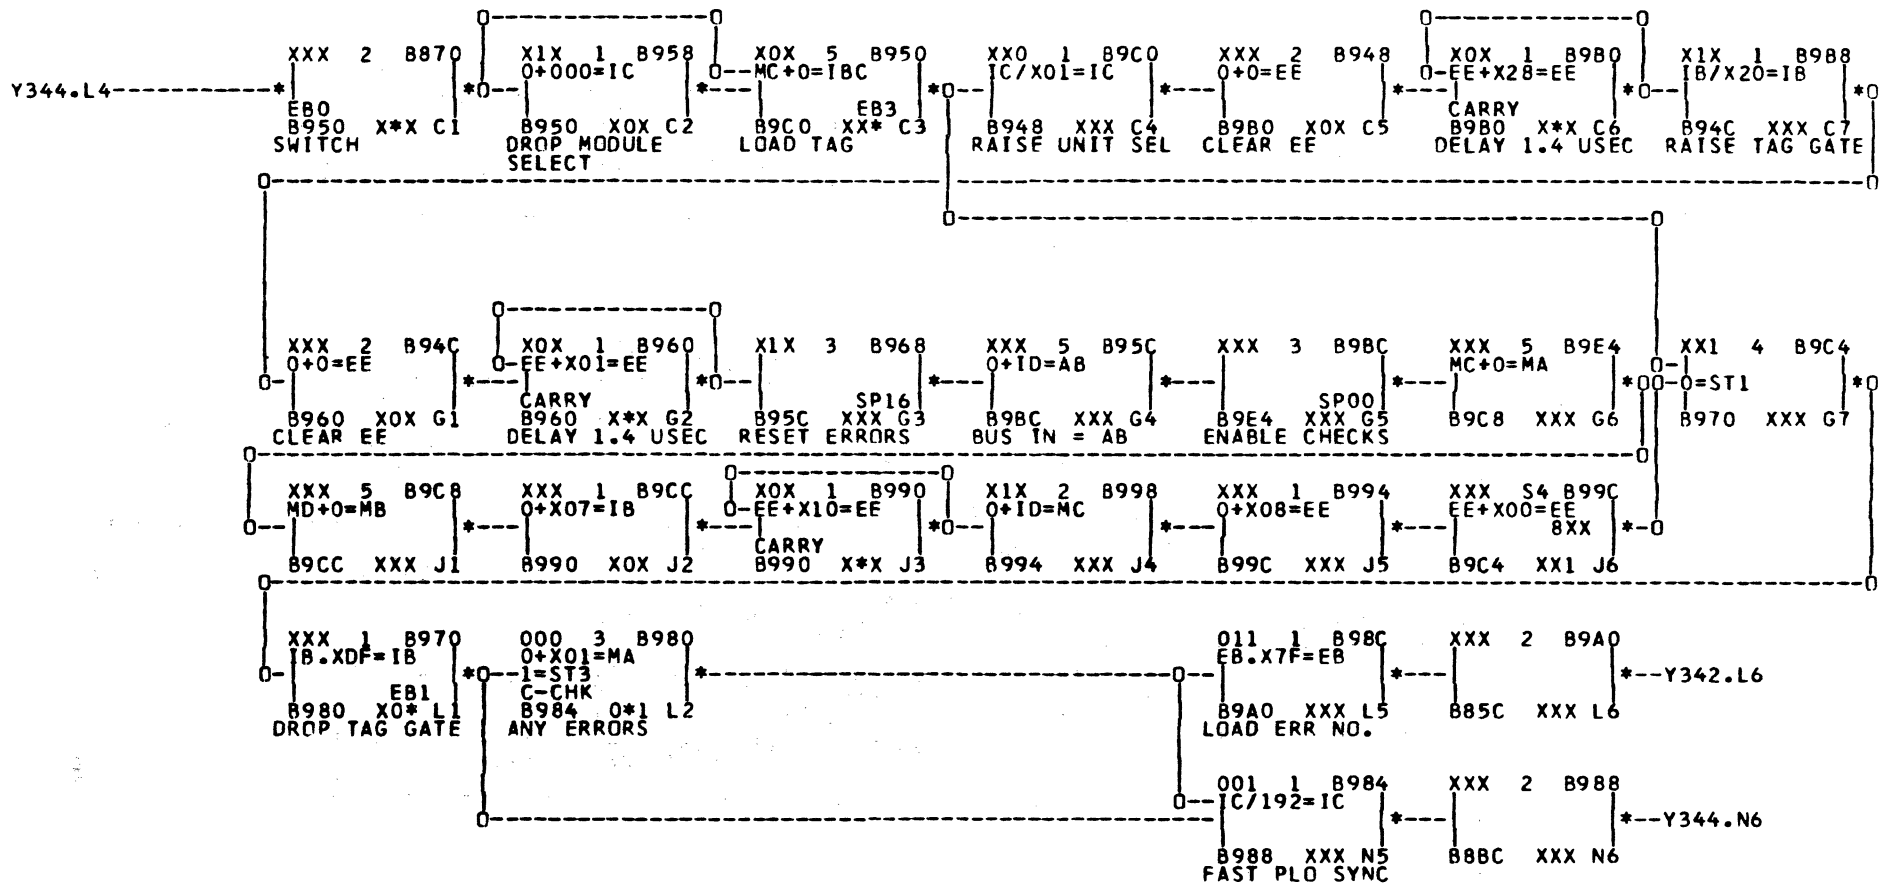 XXX 2 B870 X1X 1 B958 X0X 5 B950 XX0 1 B9C0 XXX 2 B948 X0X 1 B9B0 X1X 1 B9B8
0+000=IC MC+0=IBC IC/X01=IC 0+0=EE EE+X28=EE IB/X20=IB
Y344.L4
EB0 EB3 CARRY
B950 X*X C1 B950 X0X C2 B9C0 XX* C3 B948 XXX C4 B9B0 X0X C5 B9B0 X*X C6 B94C XXX C7
SWITCH DROP MODULE LOAD TAG RAISE UNIT SEL CLEAR EE DELAY 1.4 USEC RAISE TAG GATE
SELECT
XXX 2 B94C X0X 1 B960 X1X 3 B968 XXX 5 B95C XXX 3 B9BC XXX 5 B9E4 XX1 4 B9C4
0+0=EE EE+X01=EE 0+ID=AB MC+0=MA
0=ST1
CARRY SP16 SP00
B960 X0X G1 B960 X*X G2 B95C XXX G3 B9BC XXX G4 B9E4 XXX G5 B9C8 XXX G6 B970 XXX G7
CLEAR EE DELAY 1.4 USEC RESET ERRORS BUS IN = AB ENABLE CHECKS
XXX 5 B9C8 XXX 1 B9CC X0X 1 B990 X1X 2 B998 XXX 1 B994 XXX S4 B99C
MD+0=MB 0+X07=IB EE+X10=EE 0+ID=MC 0+X08=EE EE+X00=EE
8XX
CARRY
B9CC XXX J1 B990 X0X J2 B990 X*X J3 B994 XXX J4 B99C XXX J5 B9C4 XX1 J6
XXX 1 B970 000 3 B980 011 1 B98C XXX 2 B9A0
IB.XDF=IB 0+X01=MA EB.X7F=EB
1=ST3 Y342.L6
EB1 C-CHK
B980 X0* L1 B984 0*1 L2 B9A0 XXX L5 B85C XXX L6
DROP TAG GATE ANY ERRORS LOAD ERR NO.
001 1 B984 XXX 2 B988
IC/192=IC
Y344.N6
B988 XXX N5 B8BC XXX N6
FAST PLO SYNC